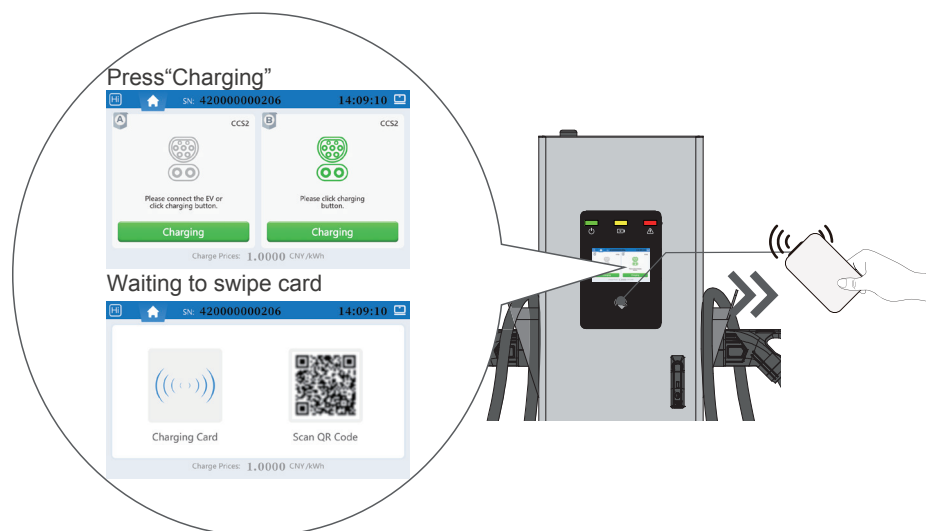 Press“Charging”
Hi SN: 420000000206 14:09:10
A CCS2
Please connect the EV or
click charging button.
Charging
B CCS2
Please click charging
button.
Charging
Charge Prices: 1.0000 CNY/kWh
Waiting to swipe card
Hi SN: 420000000206 14:09:10
Charging Card
Scan QR Code
Charge Prices: 1.0000 CNY/kWh